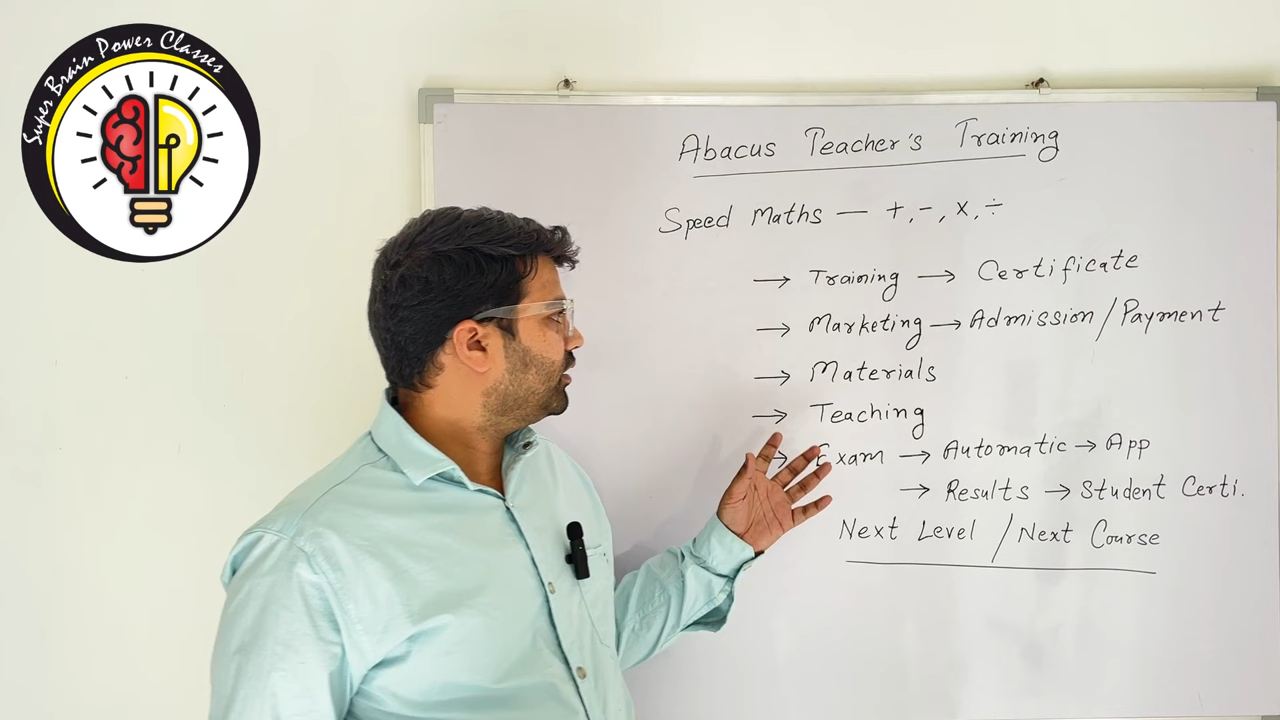 Super Brain Power Classes
Abacus Teacher's Training
Speed Maths — +, -, ×, ÷
→ Training → Certificate
→ Marketing → Admission / Payment
→ Materials
→ Teaching
→ Exam → Automatic → App
→ Results → Student Certi.
Next Level / Next Course